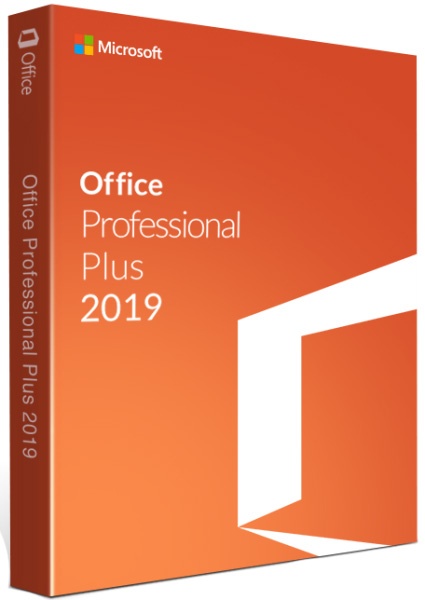 Office
Office Professional Plus 2019
Microsoft
Office
Professional
Plus
2019